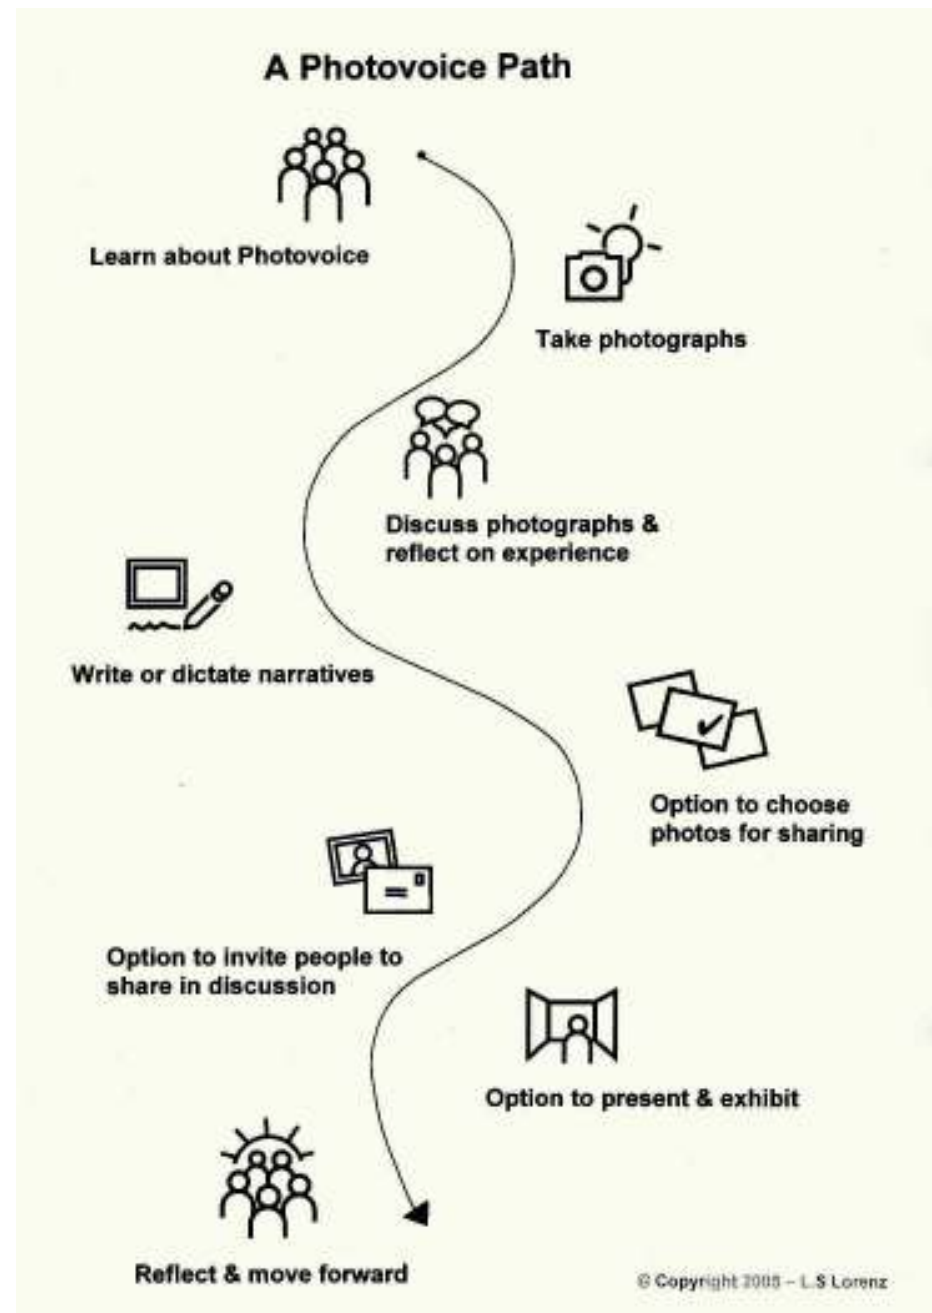 A Photovoice Path
Learn about Photovoice
Take photographs
Discuss photographs &
reflect on experience
Write or dictate narratives
Option to choose
photos for sharing
Option to invite people to
share in discussion
Option to present & exhibit
Reflect & move forward
© Copyright – L.S Lorenz